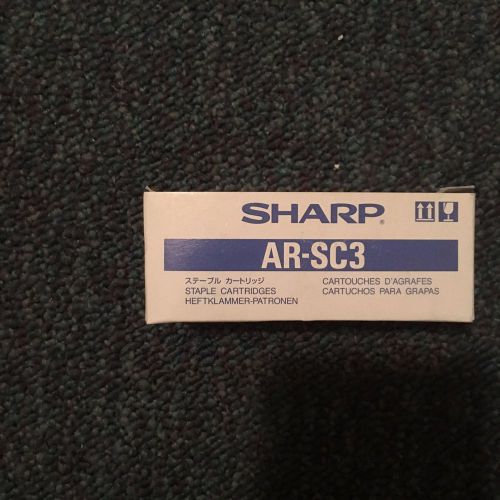 SHARP®
AR-SC3
ステープル カートリッジ
STAPLE CARTRIDGES
HEFTKLAMMER-PATRONEN
CARTOUCHES D'AGRAFES
CARTUCHOS PARA GRAPAS